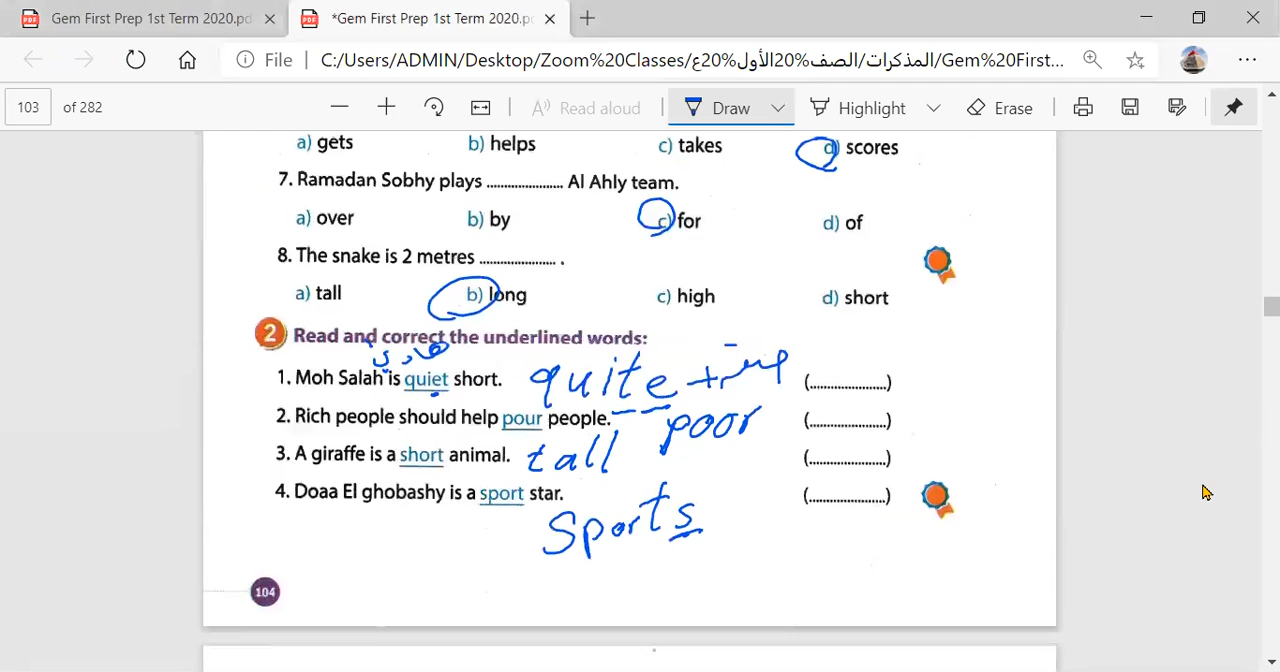 Gem First Prep 1st Term 2020.pd
*Gem First Prep 1st Term 2020.pd
File C:/Users/ADMIN/Desktop/Zoom%20Classes/المذكرات/الصف%20الأول%20ع/Gem%20First...
103 of 282 Read aloud Draw Highlight Erase
a) gets b) helps c) takes d) scores
7. Ramadan Sobhy plays ..................... Al Ahly team.
a) over b) by c) for d) of
8. The snake is 2 metres ..................... .
a) tall b) long c) high d) short
2 Read and correct the underlined words:
هادئ
1. Moh Salah is quiet short. quite (.....................)
2. Rich people should help pour people. poor (.....................)
3. A giraffe is a short animal. tall (.....................)
4. Doaa El ghobashy is a sport star. (.....................)
Sports
104